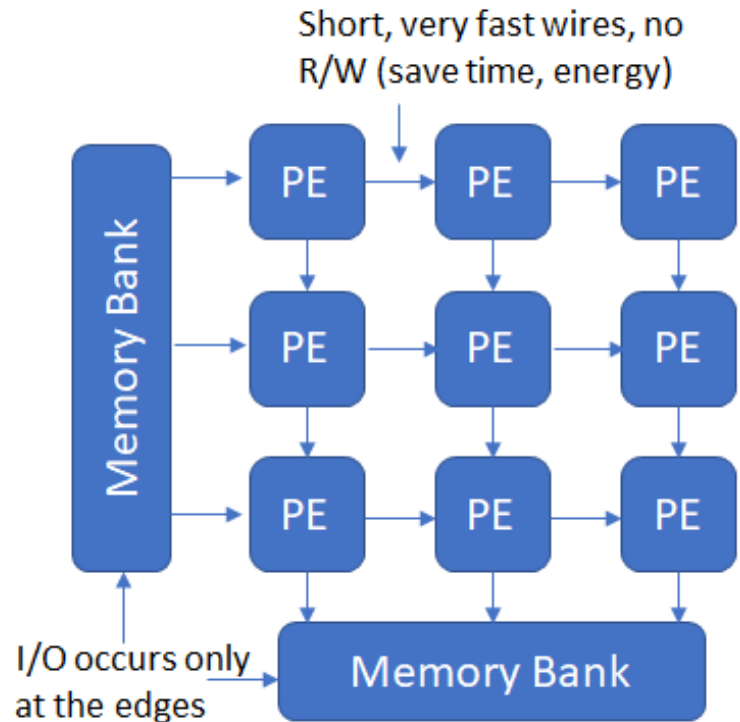 Short, very fast wires, no
R/W (save time, energy)
Memory Bank
PE PE PE
PE PE PE
PE PE PE
I/O occurs only
at the edges
Memory Bank